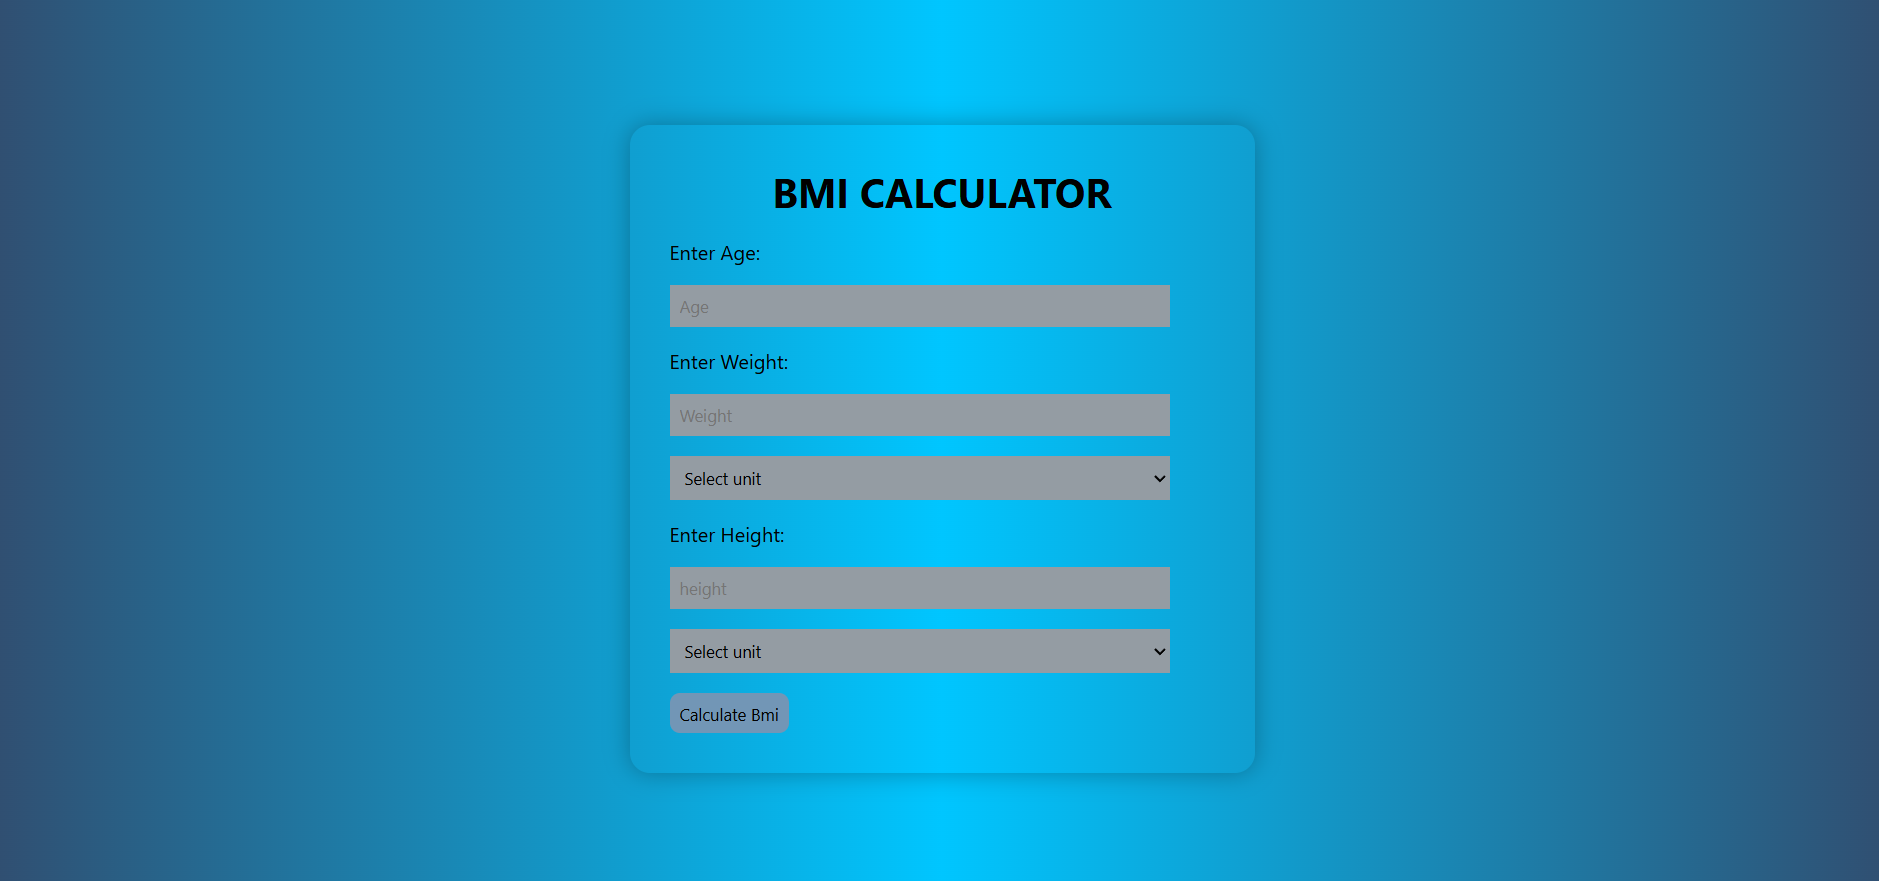 BMI CALCULATOR
Enter Age:
Age
Enter Weight:
Weight
Select unit
Enter Height:
height
Select unit
Calculate Bmi